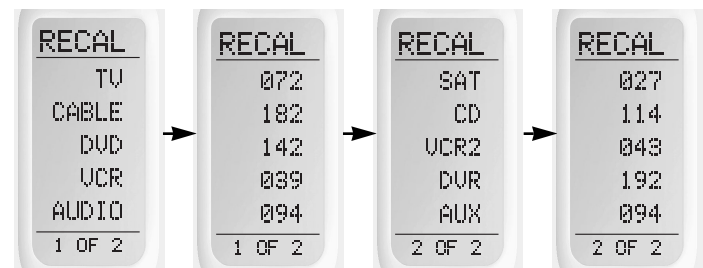 RECAL
TV
CABLE
DVD
VCR
AUDIO
1 OF 2
RECAL
072
182
142
039
094
1 OF 2
RECAL
SAT
CD
VCR2
DVR
AUX
2 OF 2
RECAL
027
114
043
192
094
2 OF 2